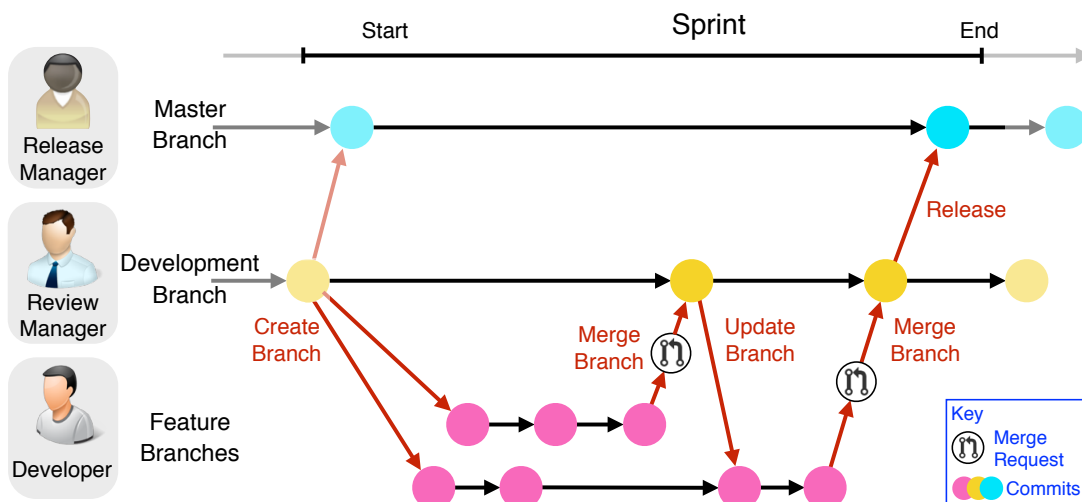 Start
Sprint
End
Master
Branch
Release
Manager
Release
Development
Branch
Review
Manager
Create
Branch
Merge
Branch
Update
Branch
Merge
Branch
Feature
Branches
Developer
Key
Merge
Request
Commits